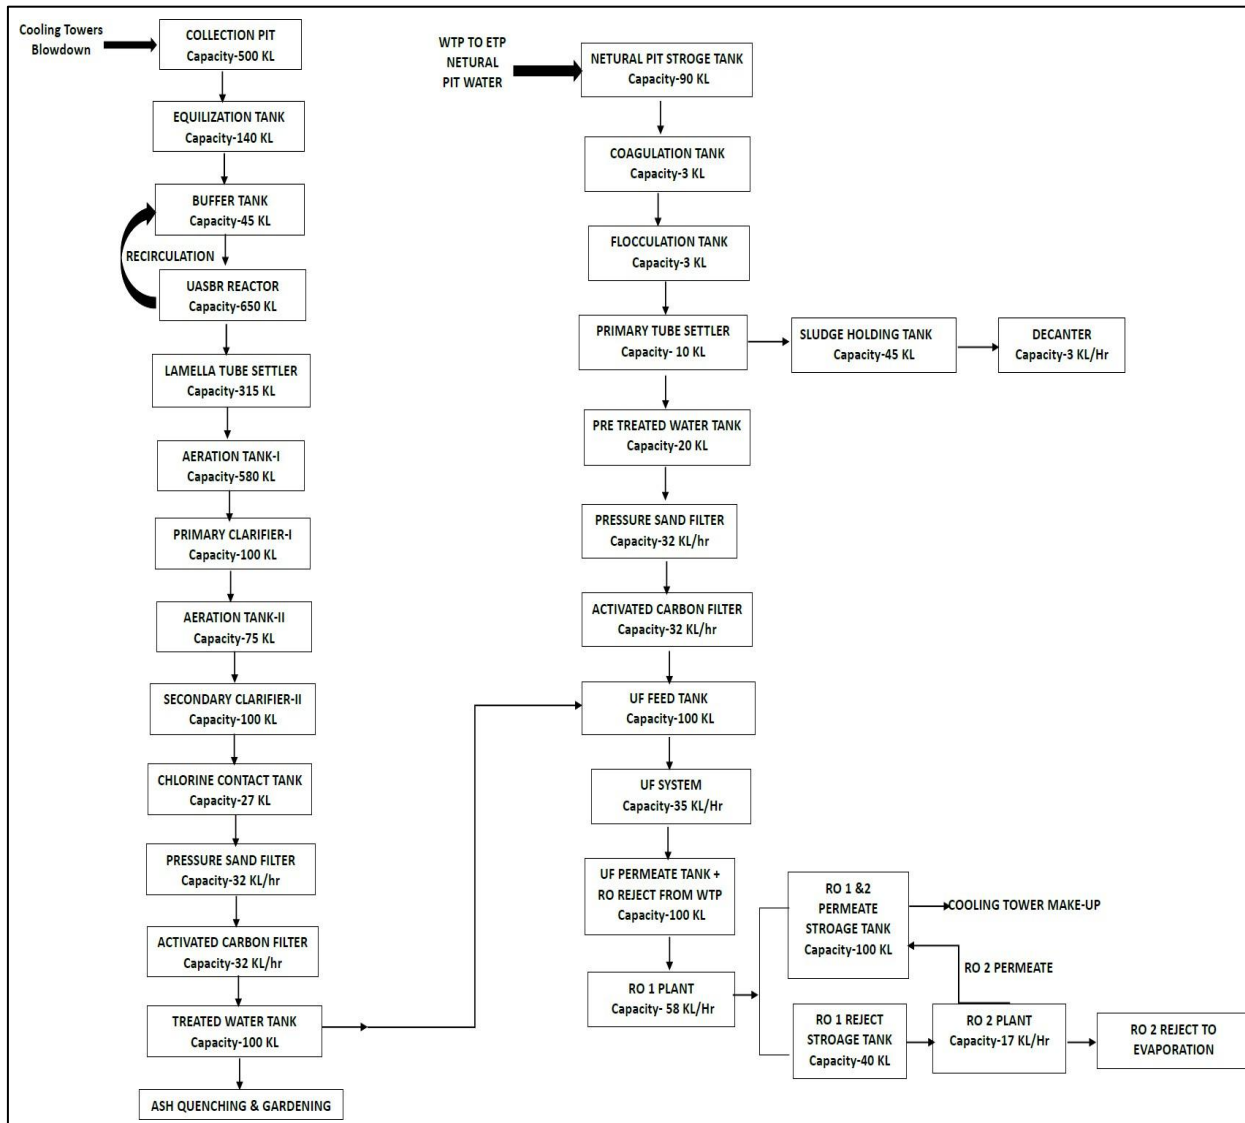 Cooling Towers
Blowdown
COLLECTION PIT
Capacity-500 KL
EQUILIZATION TANK
Capacity-140 KL
BUFFER TANK
Capacity-45 KL
RECIRCULATION
UASBR REACTOR
Capacity-650 KL
LAMELLA TUBE SETTLER
Capacity-315 KL
AERATION TANK-I
Capacity-580 KL
PRIMARY CLARIFIER-I
Capacity-100 KL
AERATION TANK-II
Capacity-75 KL
SECONDARY CLARIFIER-II
Capacity-100 KL
CHLORINE CONTACT TANK
Capacity-27 KL
PRESSURE SAND FILTER
Capacity-32 KL/hr
ACTIVATED CARBON FILTER
Capacity-32 KL/hr
TREATED WATER TANK
Capacity-100 KL
ASH QUENCHING & GARDENING
WTP TO ETP
NETURAL
PIT WATER
NETURAL PIT STROGE TANK
Capacity-90 KL
COAGULATION TANK
Capacity-3 KL
FLOCCULATION TANK
Capacity-3 KL
PRIMARY TUBE SETTLER
Capacity- 10 KL
SLUDGE HOLDING TANK
Capacity-45 KL
DECANTER
Capacity-3 KL/Hr
PRE TREATED WATER TANK
Capacity-20 KL
PRESSURE SAND FILTER
Capacity-32 KL/hr
ACTIVATED CARBON FILTER
Capacity-32 KL/hr
UF FEED TANK
Capacity-100 KL
UF SYSTEM
Capacity-35 KL/Hr
UF PERMEATE TANK +
RO REJECT FROM WTP
Capacity-100 KL
RO 1 PLANT
Capacity- 58 KL/Hr
RO 1 &2
PERMEATE
STROAGE TANK
Capacity-100 KL
COOLING TOWER MAKE-UP
RO 2 PERMEATE
RO 1 REJECT
STROAGE TANK
Capacity-40 KL
RO 2 PLANT
Capacity-17 KL/Hr
RO 2 REJECT TO
EVAPORATION